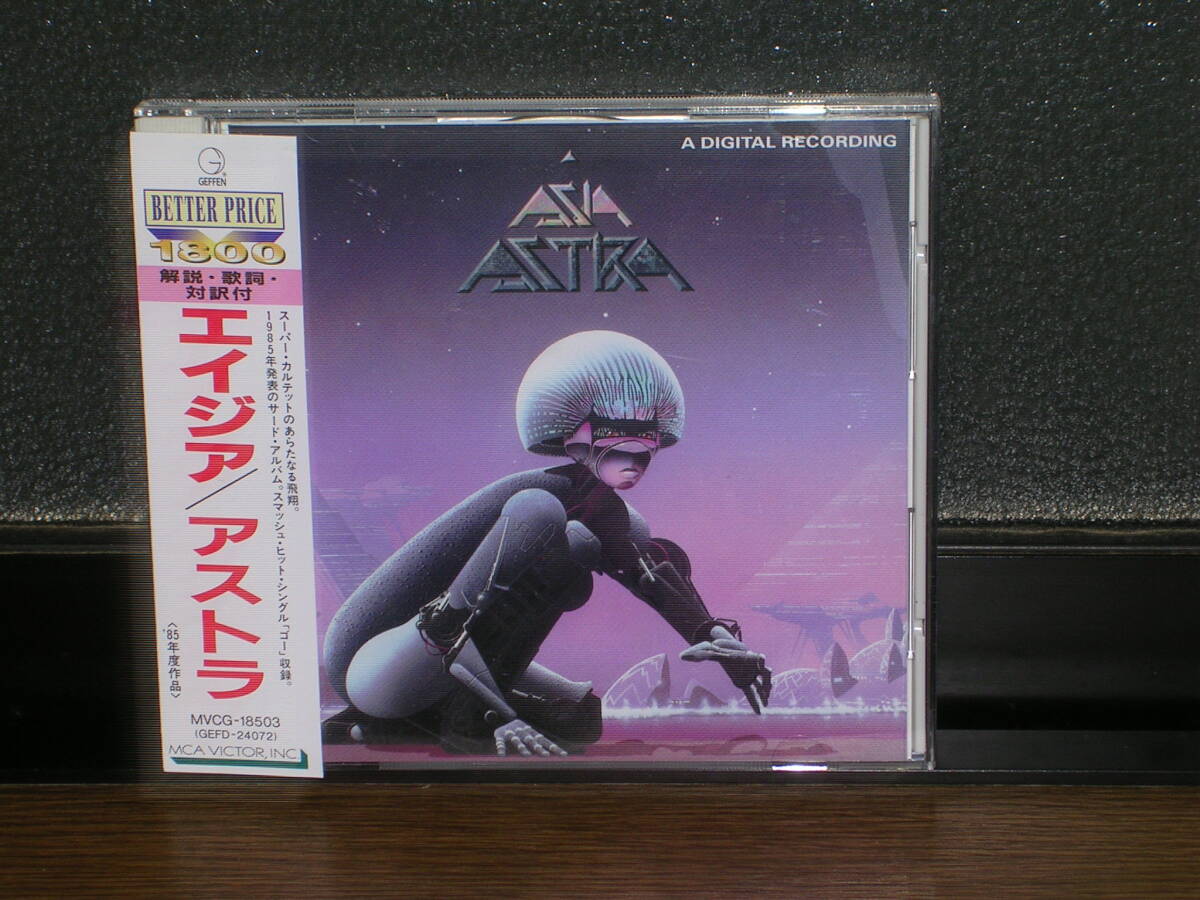 GEFFEN
BETTER PRICE
1800
解説・歌詞・
対訳付
スーパー・カルテットのあらたなる飛翔。
1985年発表のサード・アルバム。スマッシュ・ヒット・シングル「ゴー」収録。
エイジア/アストラ
〈'85年度作品〉
MVCG-18503
(GEFD-24072)
MCA VICTOR, INC.
A DIGITAL RECORDING
ASIA
ASTRA